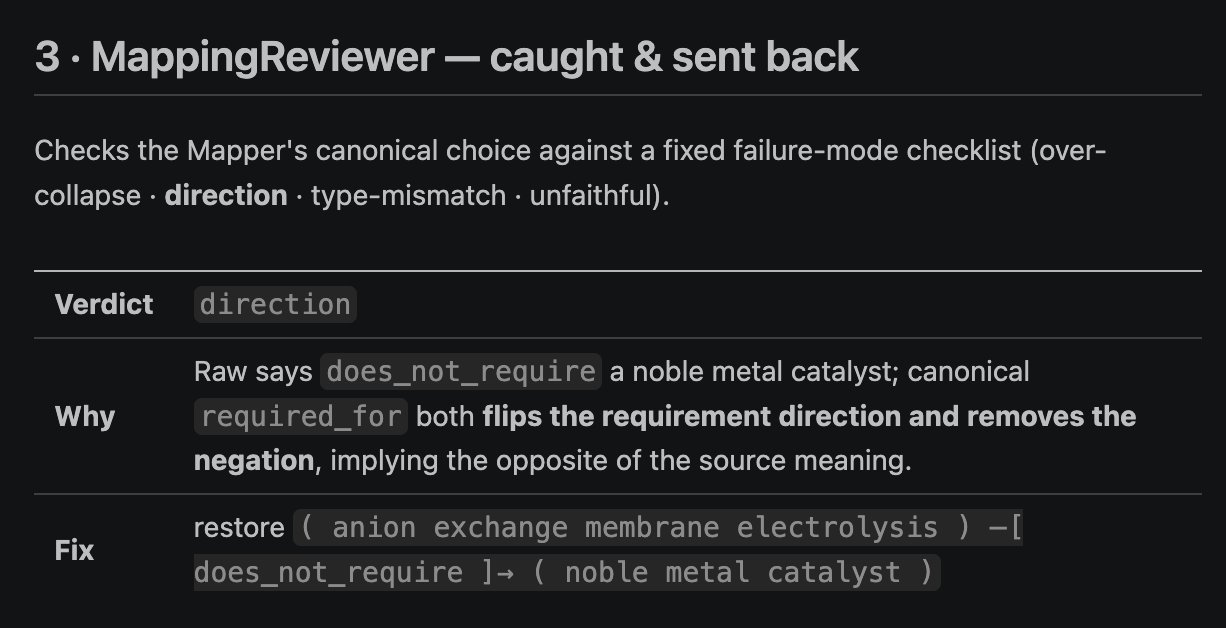 3 · MappingReviewer — caught & sent back
Checks the Mapper's canonical choice against a fixed failure-mode checklist (over-
collapse · direction · type-mismatch · unfaithful).
Verdict direction
Raw says does_not_require a noble metal catalyst; canonical
Why required_for both flips the requirement direction and removes the
negation, implying the opposite of the source meaning.
restore ( anion exchange membrane electrolysis ) —[
Fix
does_not_require ]→ ( noble metal catalyst )